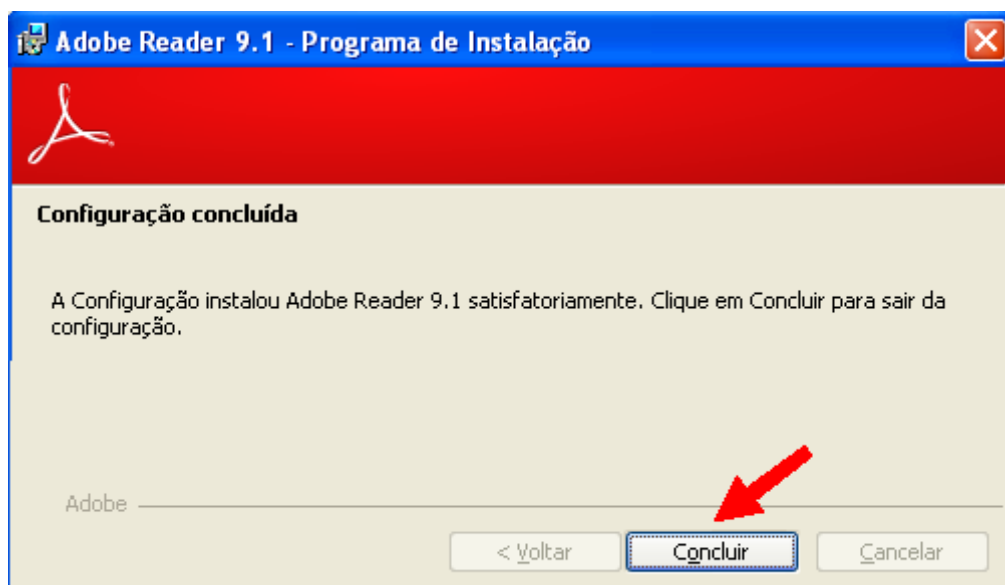 Adobe Reader 9.1 - Programa de Instalação
Configuração concluída
A Configuração instalou Adobe Reader 9.1 satisfatoriamente. Clique em Concluir para sair da
configuração.
Adobe
< Voltar Concluir Cancelar